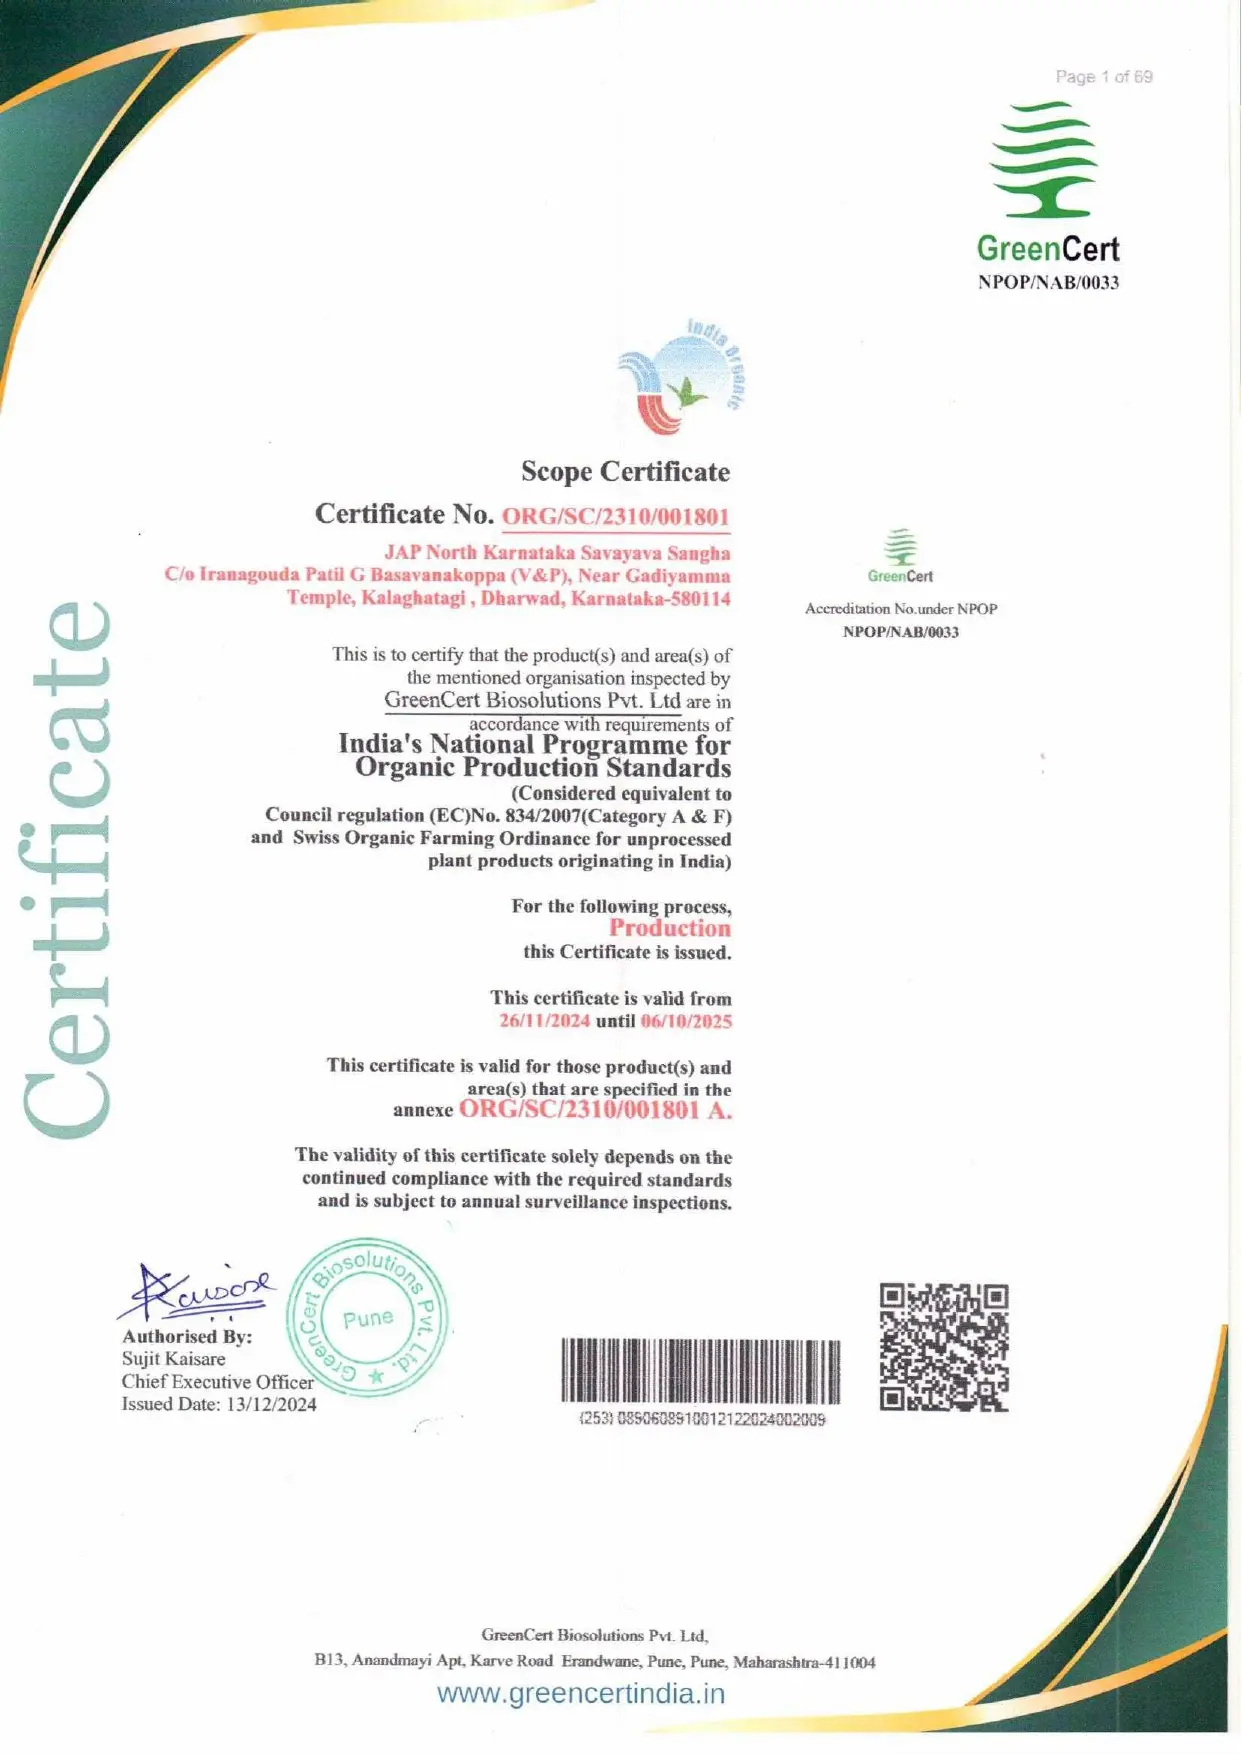 Page 1 of 69
GreenCert
NPOP/NAB/0033
India Organic
Scope Certificate
Certificate No. ORG/SC/2310/001801
JAP North Karnataka Savayava Sangha
C/o Iranagouda Patil G Basavanakoppa (V&P), Near Gadiyamma
Temple, Kalaghatagi , Dharwad, Karnataka-580114
GreenCert
Accreditation No.under NPOP
NPOP/NAB/0033
Certificate
This is to certify that the product(s) and area(s) of
the mentioned organisation inspected by
GreenCert Biosolutions Pvt. Ltd are in
accordance with requirements of
India's National Programme for
Organic Production Standards
(Considered equivalent to
Council regulation (EC)No. 834/2007(Category A & F)
and Swiss Organic Farming Ordinance for unprocessed
plant products originating in India)
For the following process,
Production
this Certificate is issued.
This certificate is valid from
26/11/2024 until 06/10/2025
This certificate is valid for those product(s) and
area(s) that are specified in the
annexe ORG/SC/2310/001801 A.
The validity of this certificate solely depends on the
continued compliance with the required standards
and is subject to annual surveillance inspections.
Kaisare
GreenCert Biosolutions Pvt. Ltd.
Pune
Authorised By:
Sujit Kaisare
Chief Executive Officer
Issued Date: 13/12/2024
(253) 0890608910012122024002009
GreenCert Biosolutions Pvt. Ltd,
B13, Anandmayi Apt, Karve Road Erandwane, Pune, Pune, Maharashtra-411004
www.greencertindia.in